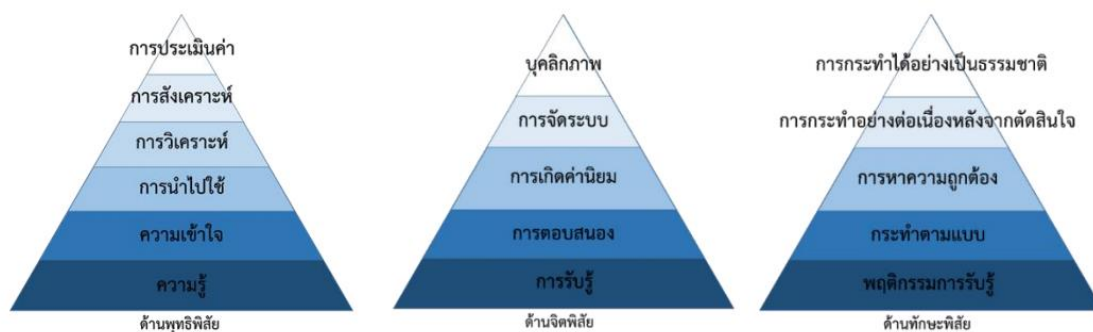 การประเมินค่า
การสังเคราะห์
การวิเคราะห์
การนำไปใช้
ความเข้าใจ
ความรู้
ด้านพุทธิพิสัย
บุคลิกภาพ
การจัดระบบ
การเกิดค่านิยม
การตอบสนอง
การรับรู้
ด้านจิตพิสัย
การกระทำได้อย่างเป็นธรรมชาติ
การกระทำอย่างต่อเนื่องหลังจากตัดสินใจ
การหาความถูกต้อง
กระทำตามแบบ
พฤติกรรมการรับรู้
ด้านทักษะพิสัย